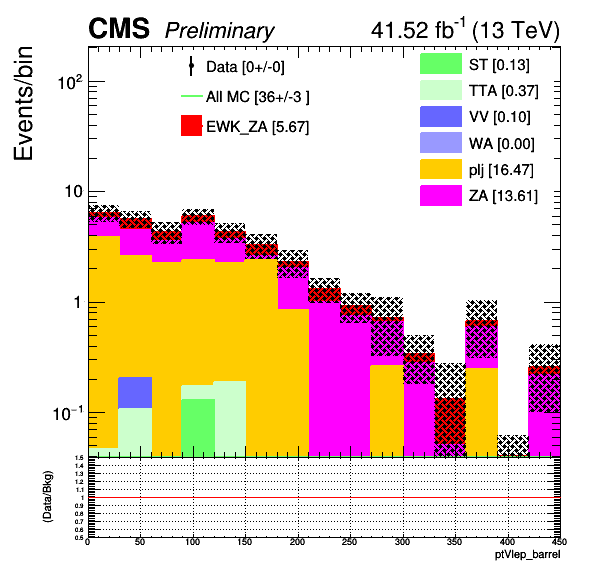 CMS Preliminary 41.52 fb⁻¹ (13 TeV)
Events/bin
10²
10
1
10⁻¹
Data [0+/-0]
All MC [36+/-3 ]
EWK_ZA [5.67]
ST [0.13]
TTA [0.37]
VV [0.10]
WA [0.00]
plj [16.47]
ZA [13.61]
(Data/Bkg)
1.5
1.4
1.3
1.2
1.1
1
0.9
0.8
0.7
0.6
0.5
0 50 100 150 200 250 300 350 400 450
ptVlep_barrel